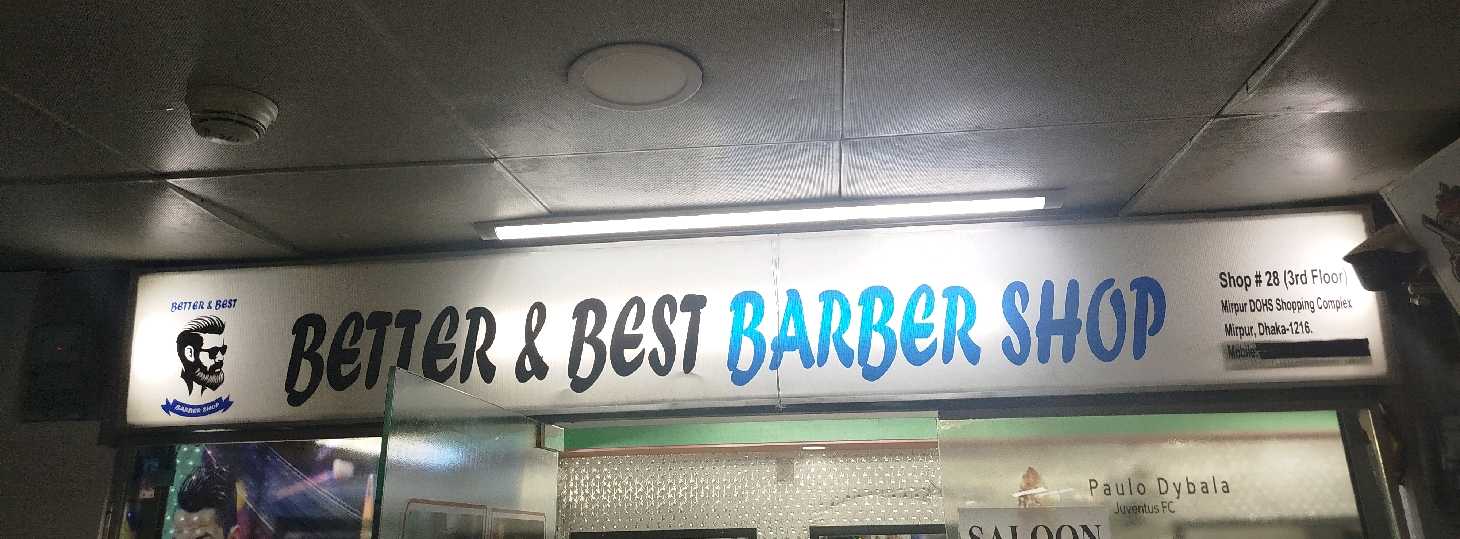 BETTER & BEST
BARBER SHOP
BETTER & BEST BARBER SHOP
Shop # 28 (3rd Floor)
Mirpur DOHS Shopping Complex
Mirpur, Dhaka-1216.
Mobile:
Paulo Dybala
Juventus FC
SALOON